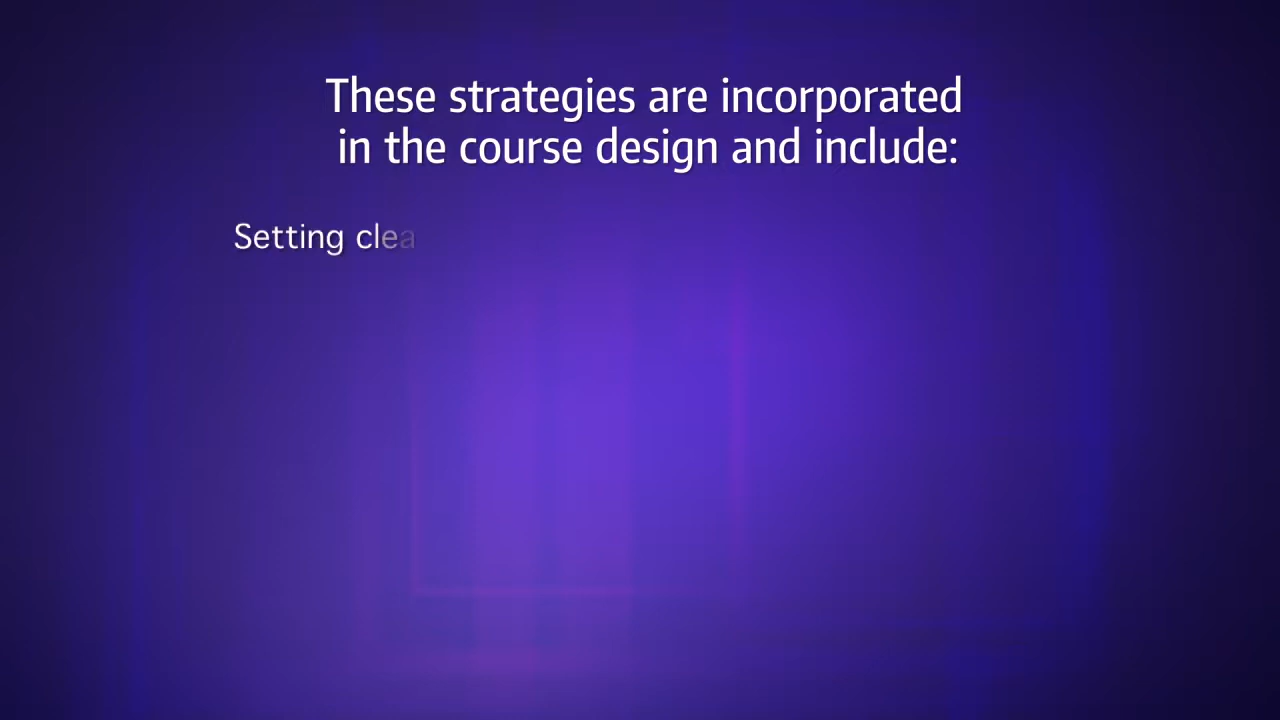 These strategies are incorporated
in the course design and include:
Setting clea